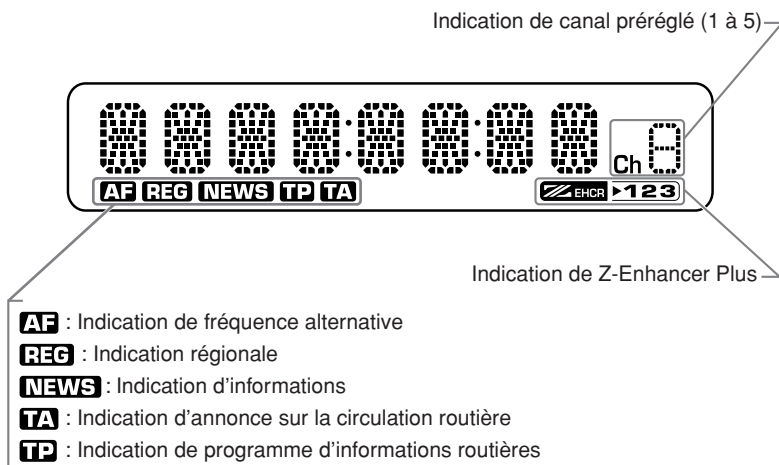 Indication de canal préréglé (1 à 5)
Ch
AF REG NEWS TP TA
EHCR 123
Indication de Z-Enhancer Plus
AF : Indication de fréquence alternative
REG : Indication régionale
NEWS : Indication d’informations
TA : Indication d’annonce sur la circulation routière
TP : Indication de programme d’informations routières